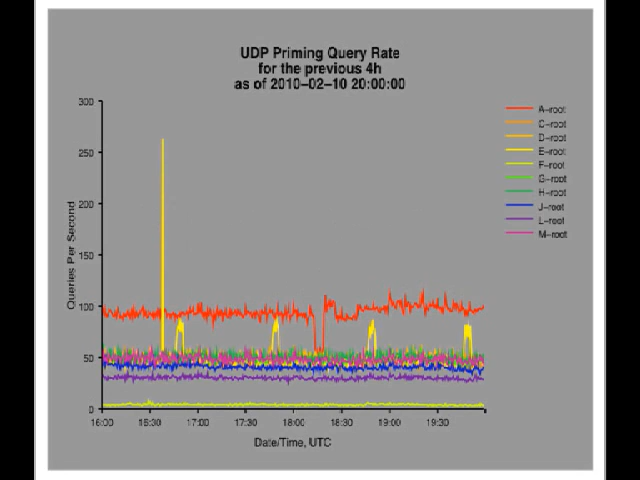 UDP Priming Query Rate
for the previous 4h
as of 2010-02-10 20:00:00
300
250
200
150
100
50
0
Queries Per Second
16:00
16:30
17:00
17:30
18:00
18:30
19:00
19:30
Date/Time, UTC
A-root
C-root
D-root
E-root
F-root
G-root
H-root
J-root
L-root
M-root